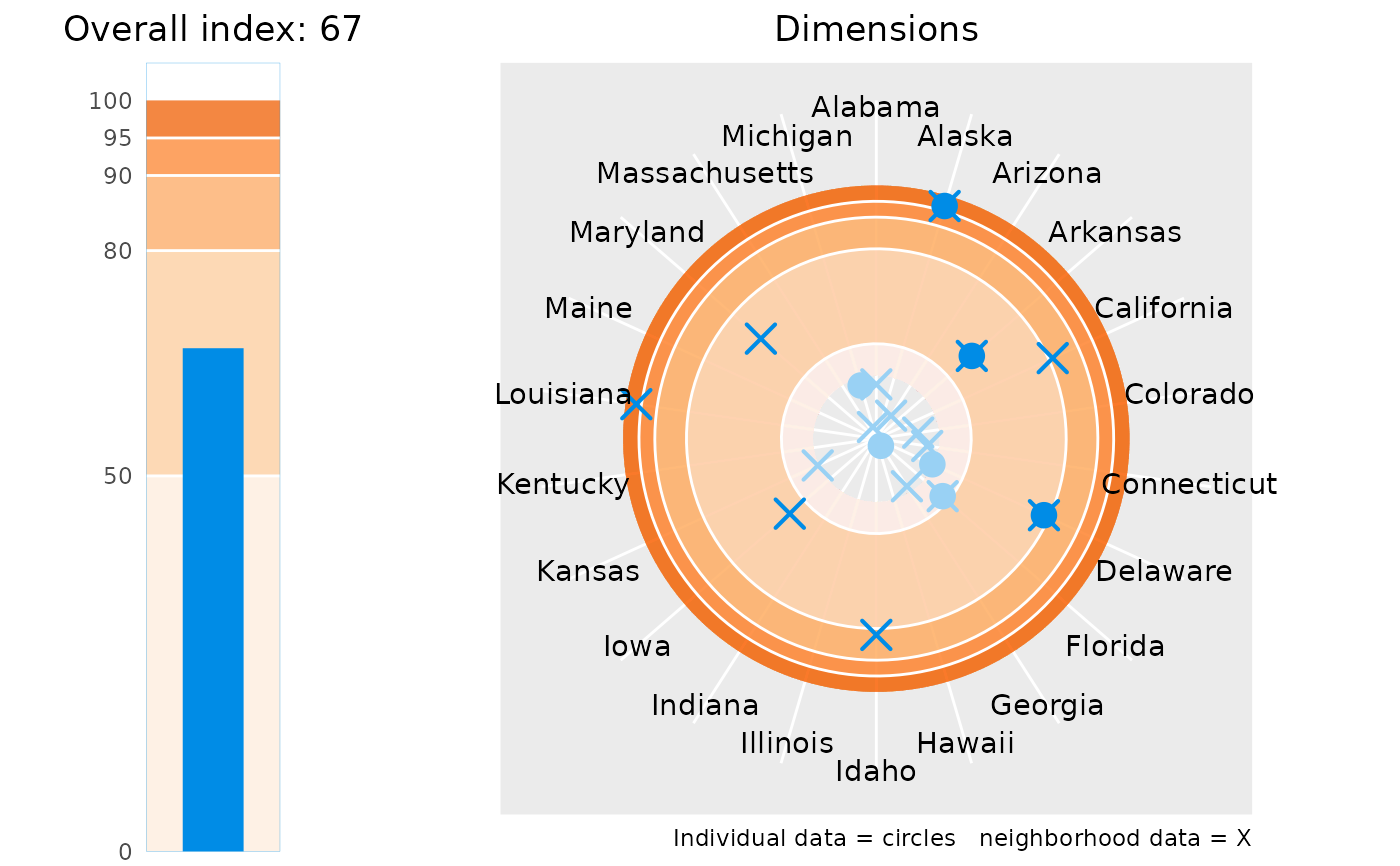 Overall index: 67
100
95
90
80
50
0
Dimensions
Alabama
Michigan
Alaska
Massachusetts
Arizona
Maryland
Arkansas
Maine
California
Louisiana
Colorado
Kentucky
Connecticut
Kansas
Delaware
Iowa
Florida
Indiana
Georgia
Illinois
Hawaii
Idaho
Individual data = circles neighborhood data = X